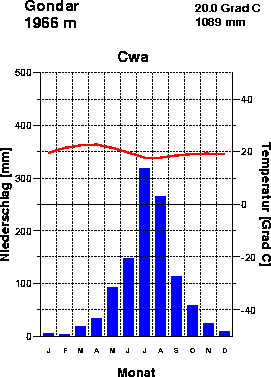 Gondar
1966 m
20.0 Grad C
1089 mm
Cwa
500
400
300
200
100
0
Niederschlag [mm]
40
20
0
-20
-40
Temperatur [Grad C]
J F M A M J J A S O N D
Monat